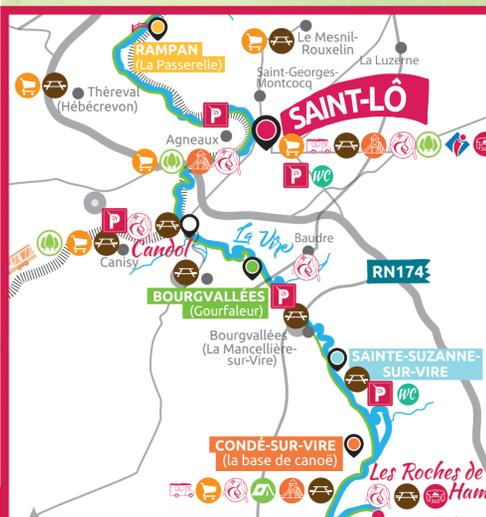 RAMPAN
(La Passerelle)
Le Mesnil-
Rouxelin
La Luzerne
Saint-Georges-
Montcocq
Thèreval
(Hébécrevon)
P
SAINT-LÔ
Agneaux
P
WC
P
Candol
Canisy
La Vire
Baudre
RN174
BOURGVALLÉES
(Gourfaleur)
P
Bourgvallées
(La Mancellière-
sur-Vire)
SAINTE-SUZANNE-
SUR-VIRE
P
WC
CONDÉ-SUR-VIRE
(la base de canoë)
Les Roches de
Ham